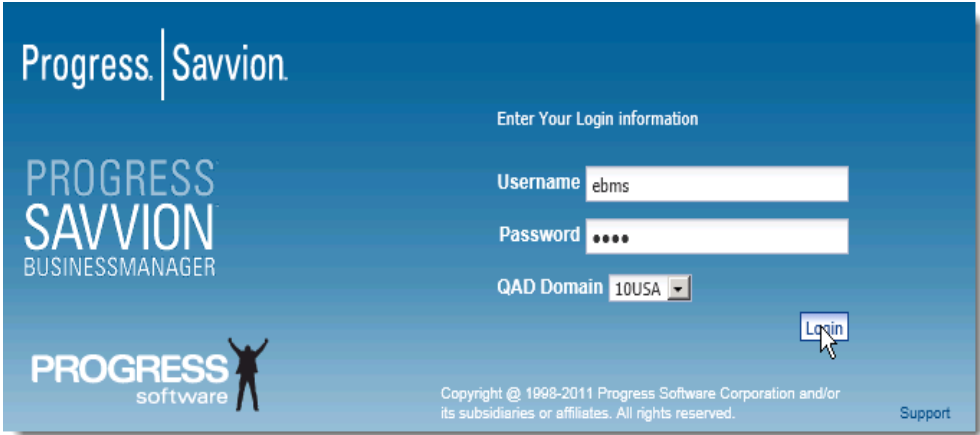 Progress. Savvion.
Enter Your Login information
PROGRESS
SAVVION
BUSINESSMANAGER
Username ebms
Password ••••
QAD Domain 10USA
Login
PROGRESS
software
Copyright @ 1998-2011 Progress Software Corporation and/or
its subsidiaries or affiliates. All rights reserved.
Support